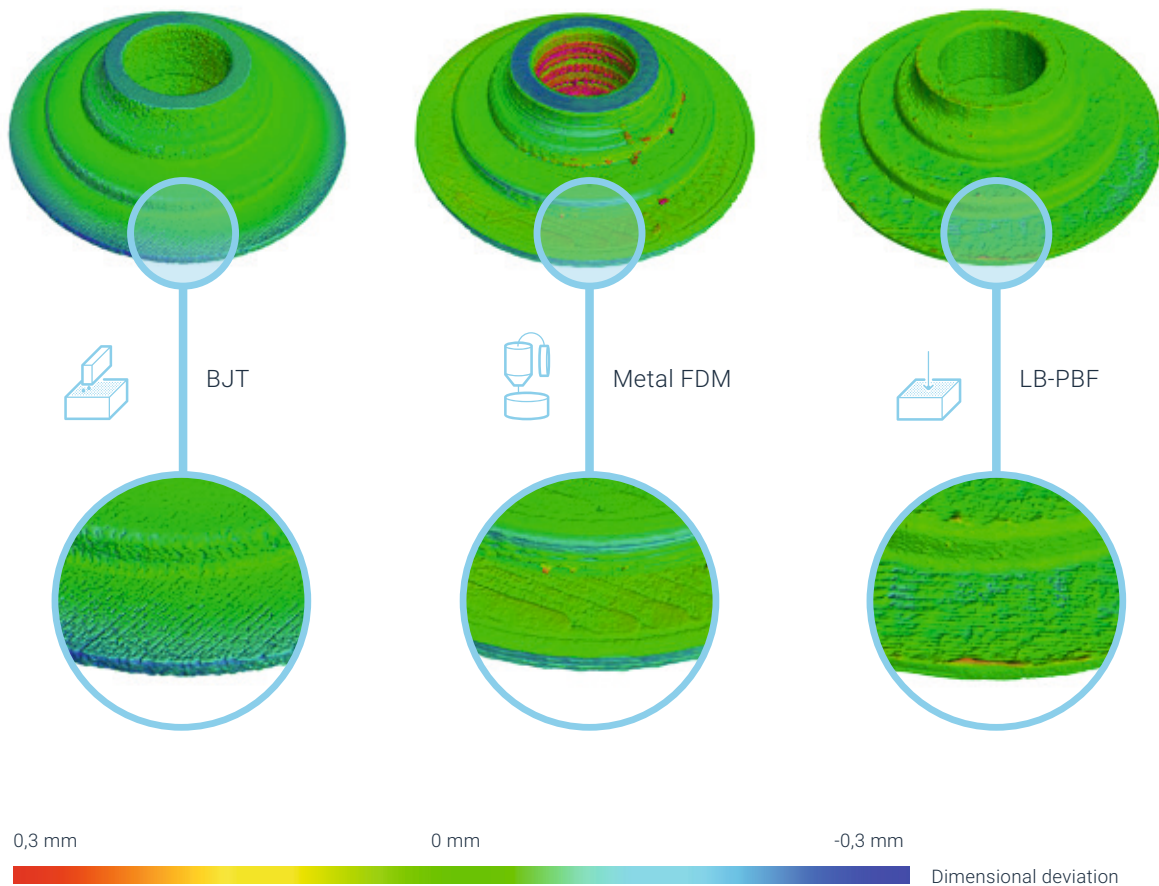 BJT
Metal FDM
LB-PBF
0,3 mm
0 mm
-0,3 mm
Dimensional deviation